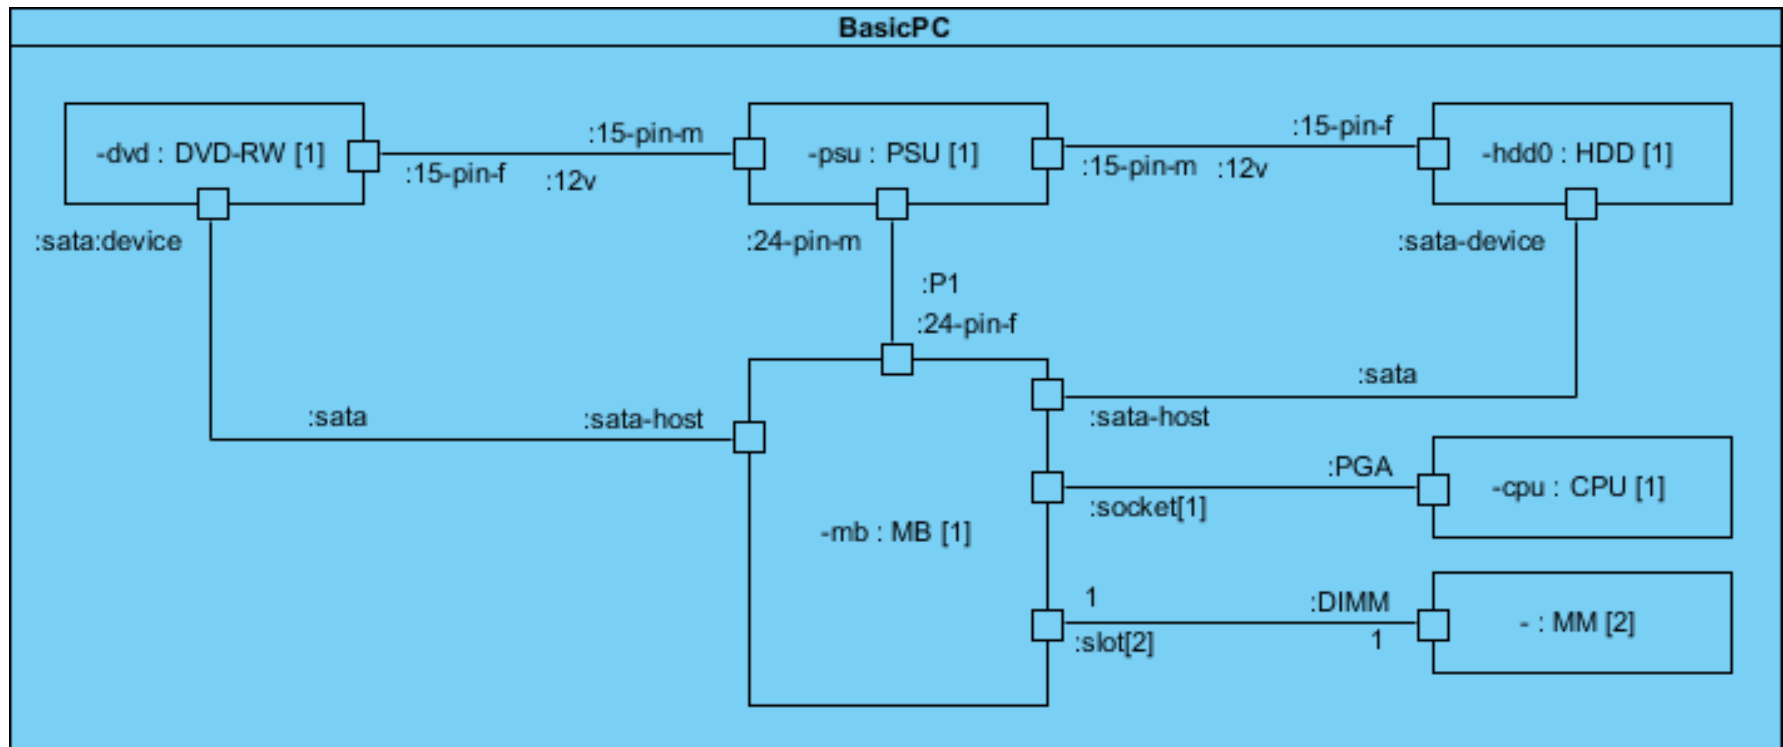 BasicPC
:15-pin-m
:15-pin-f
-dvd : DVD-RW [1]
-psu : PSU [1]
-hdd0 : HDD [1]
:15-pin-f
:12v
:15-pin-m
:12v
:sata:device
:24-pin-m
:sata-device
:P1
:24-pin-f
:sata
:sata
:sata-host
:sata-host
:PGA
-cpu : CPU [1]
:socket[1]
-mb : MB [1]
1
:DIMM
- : MM [2]
:slot[2]
1